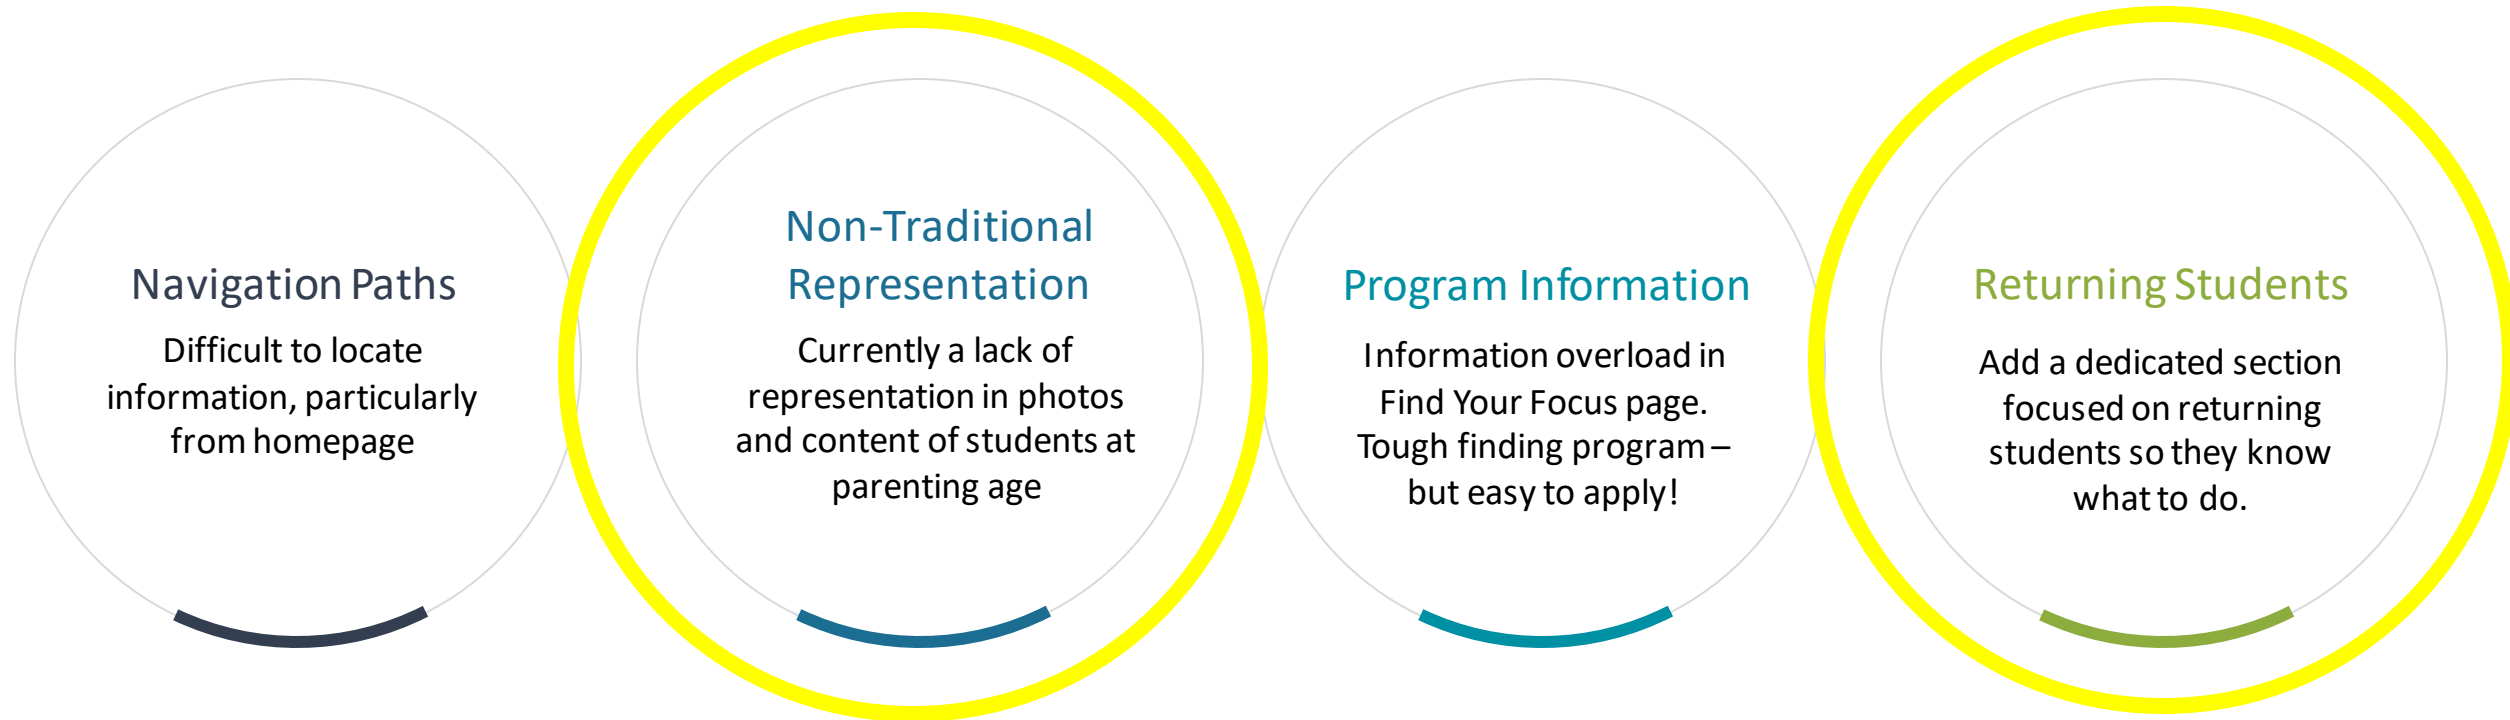 Navigation Paths
Difficult to locate
information, particularly
from homepage
Non-Traditional
Representation
Currently a lack of
representation in photos
and content of students at
parenting age
Program Information
Information overload in
Find Your Focus page.
Tough finding program –
but easy to apply!
Returning Students
Add a dedicated section
focused on returning
students so they know
what to do.